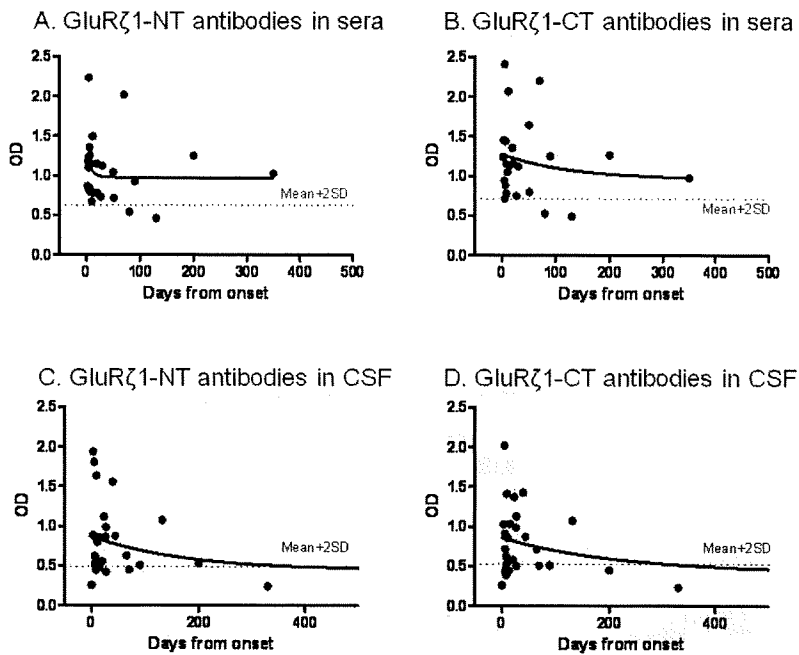 A. GluRζ1-NT antibodies in sera
2.5
2.0
1.5
1.0
0.5
0.0
OD
Mean+2SD
0 100 200 300 400 500
Days from onset
B. GluRζ1-CT antibodies in sera
2.5
2.0
1.5
1.0
0.5
0.0
OD
Mean+2SD
0 100 200 300 400 500
Days from onset
C. GluRζ1-NT antibodies in CSF
2.5
2.0
1.5
1.0
0.5
0.0
OD
Mean+2SD
0 200 400
Days from onset
D. GluRζ1-CT antibodies in CSF
2.5
2.0
1.5
1.0
0.5
0.0
OD
Mean+2SD
0 200 400
Days from onset